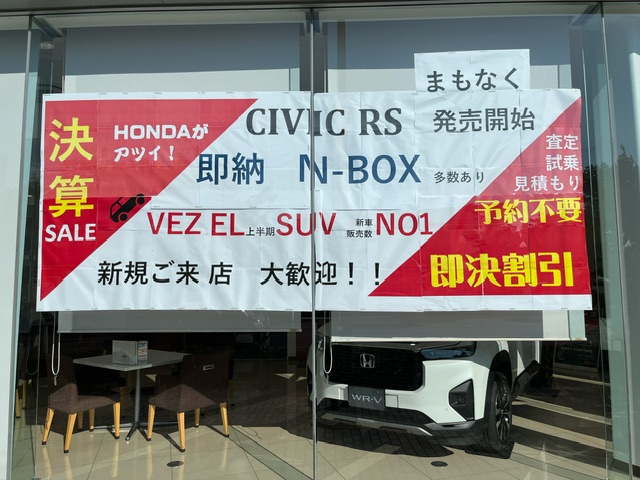 まもなく
決算
SALE
HONDAが
アツイ！
CIVIC RS 発売開始
即納 N-BOX 多数あり
VEZEL 上半期 SUV 新車販売数 NO1
新規ご来店 大歓迎！！
査定
試乗
見積もり
予約不要
即決割引
WR-V